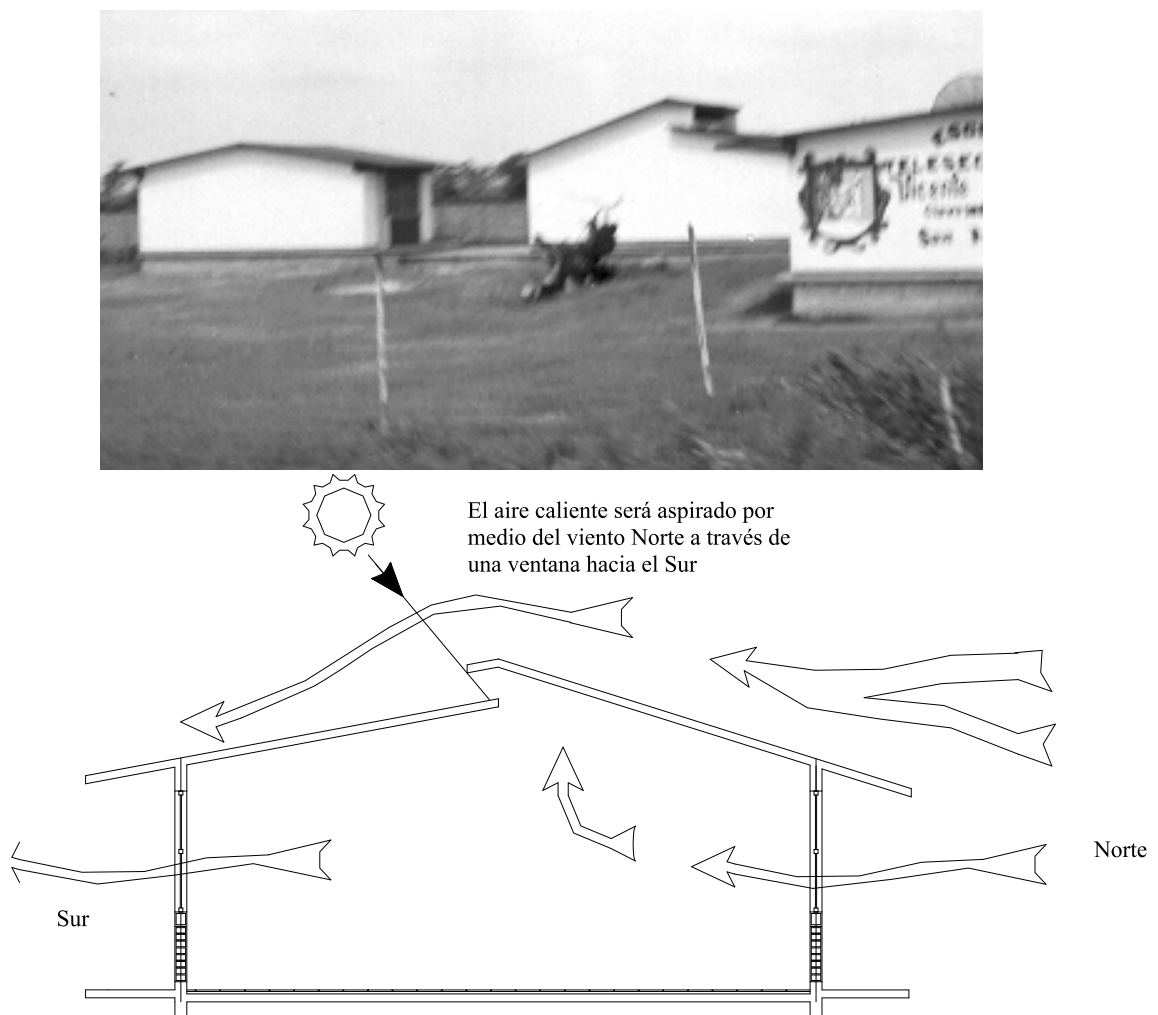 TELESEC
El aire caliente será aspirado por
medio del viento Norte a través de
una ventana hacia el Sur
Norte
Sur